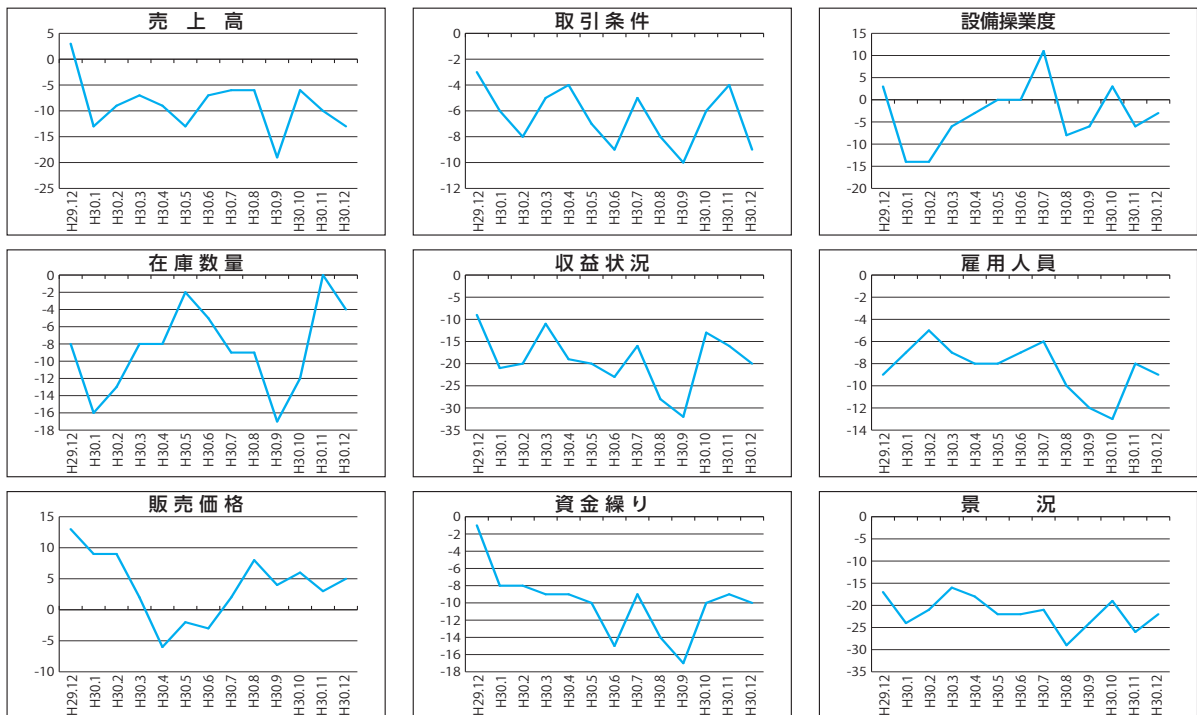 売上高
5
0
-5
-10
-15
-20
-25
H29.12
H30.1
H30.2
H30.3
H30.4
H30.5
H30.6
H30.7
H30.8
H30.9
H30.10
H30.11
H30.12
取引条件
0
-2
-4
-6
-8
-10
-12
H29.12
H30.1
H30.2
H30.3
H30.4
H30.5
H30.6
H30.7
H30.8
H30.9
H30.10
H30.11
H30.12
設備操業度
15
10
5
0
-5
-10
-15
-20
H29.12
H30.1
H30.2
H30.3
H30.4
H30.5
H30.6
H30.7
H30.8
H30.9
H30.10
H30.11
H30.12
在庫数量
0
-2
-4
-6
-8
-10
-12
-14
-16
-18
H29.12
H30.1
H30.2
H30.3
H30.4
H30.5
H30.6
H30.7
H30.8
H30.9
H30.10
H30.11
H30.12
収益状況
0
-5
-10
-15
-20
-25
-30
-35
H29.12
H30.1
H30.2
H30.3
H30.4
H30.5
H30.6
H30.7
H30.8
H30.9
H30.10
H30.11
H30.12
雇用人員
0
-2
-4
-6
-8
-10
-12
-14
H29.12
H30.1
H30.2
H30.3
H30.4
H30.5
H30.6
H30.7
H30.8
H30.9
H30.10
H30.11
H30.12
販売価格
15
10
5
0
-5
-10
H29.12
H30.1
H30.2
H30.3
H30.4
H30.5
H30.6
H30.7
H30.8
H30.9
H30.10
H30.11
H30.12
資金繰り
0
-2
-4
-6
-8
-10
-12
-14
-16
-18
H29.12
H30.1
H30.2
H30.3
H30.4
H30.5
H30.6
H30.7
H30.8
H30.9
H30.10
H30.11
H30.12
景況
0
-5
-10
-15
-20
-25
-30
-35
H29.12
H30.1
H30.2
H30.3
H30.4
H30.5
H30.6
H30.7
H30.8
H30.9
H30.10
H30.11
H30.12